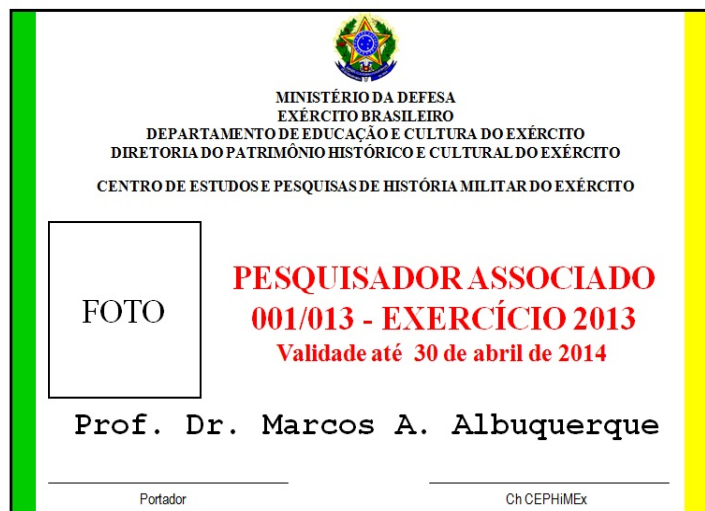 MINISTÉRIO DA DEFESA
EXÉRCITO BRASILEIRO
DEPARTAMENTO DE EDUCAÇÃO E CULTURA DO EXÉRCITO
DIRETORIA DO PATRIMÔNIO HISTÓRICO E CULTURAL DO EXÉRCITO
CENTRO DE ESTUDOS E PESQUISAS DE HISTÓRIA MILITAR DO EXÉRCITO
FOTO
PESQUISADOR ASSOCIADO
001/013 - EXERCÍCIO 2013
Validade até 30 de abril de 2014
Prof. Dr. Marcos A. Albuquerque
Portador
Ch CEPHiMEx